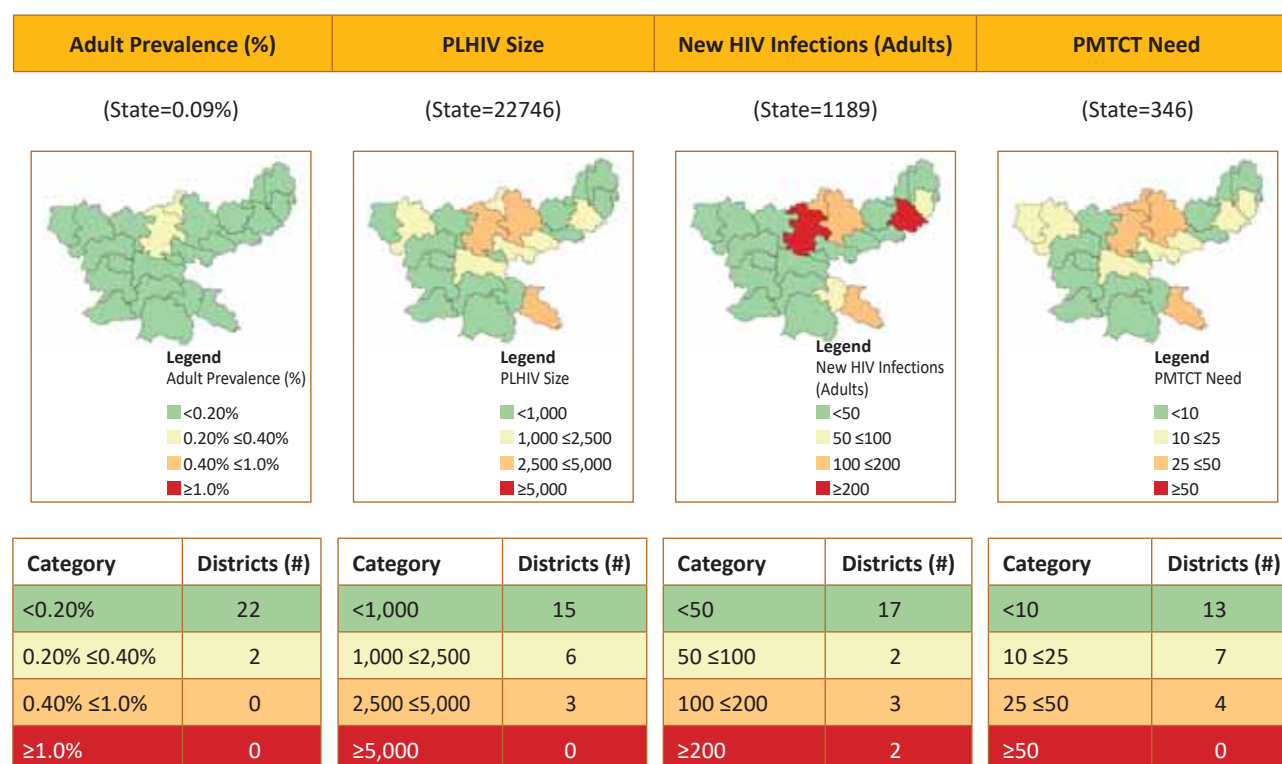 Adult Prevalence (%) PLHIV Size New HIV Infections (Adults) PMTCT Need
(State=0.09%) (State=22746) (State=1189) (State=346)
Legend
Adult Prevalence (%)
<0.20%
0.20% ≤0.40%
0.40% ≤1.0%
≥1.0%
Legend
PLHIV Size
<1,000
1,000 ≤2,500
2,500 ≤5,000
≥5,000
Legend
New HIV Infections
(Adults)
<50
50 ≤100
100 ≤200
≥200
Legend
PMTCT Need
<10
10 ≤25
25 ≤50
≥50
Category Districts (#)
<0.20% 22
0.20% ≤0.40% 2
0.40% ≤1.0% 0
≥1.0% 0
Category Districts (#)
<1,000 15
1,000 ≤2,500 6
2,500 ≤5,000 3
≥5,000 0
Category Districts (#)
<50 17
50 ≤100 2
100 ≤200 3
≥200 2
Category Districts (#)
<10 13
10 ≤25 7
25 ≤50 4
≥50 0